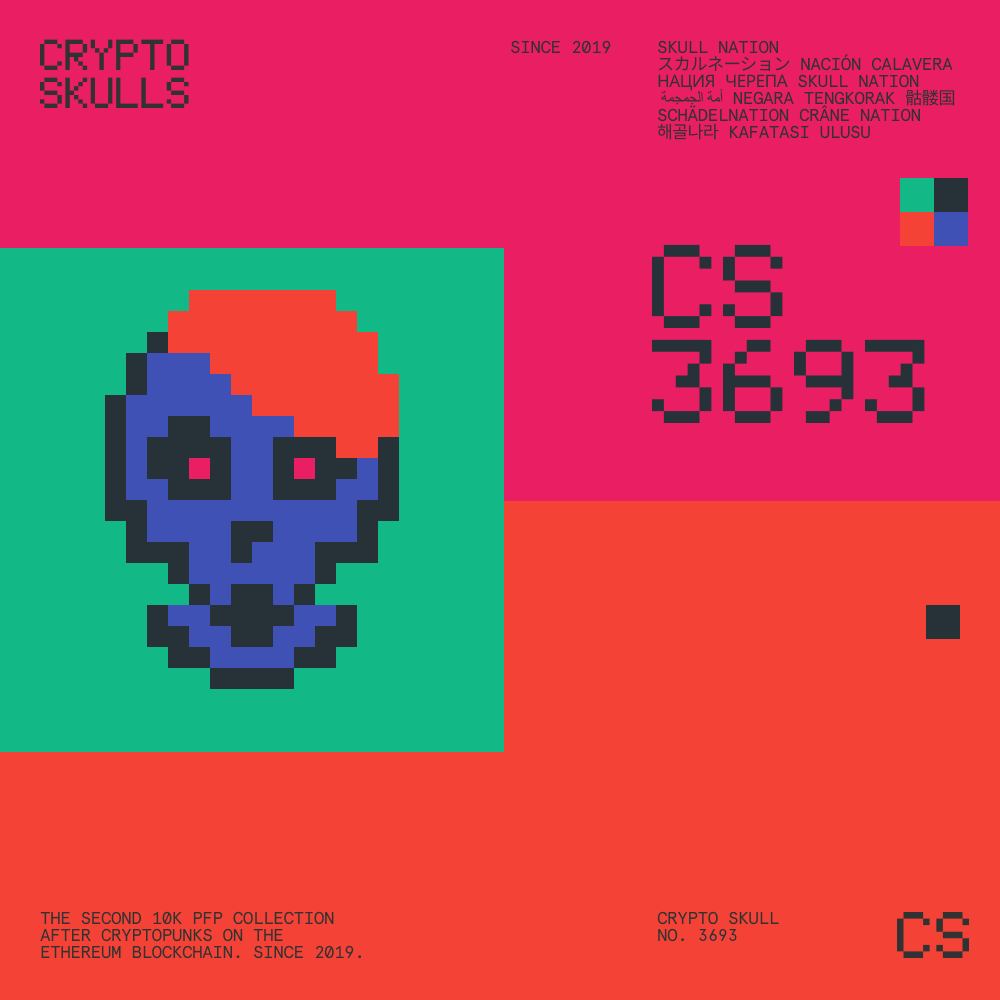 CRYPTO
SKULLS
SINCE 2019
SKULL NATION
スカルネーション NACIÓN CALAVERA
НАЦИЯ ЧЕРЕПА SKULL NATION
أمة الجمجمة NEGARA TENGKORAK 骷髅国
SCHÄDELNATION CRÂNE NATION
해골나라 KAFATASI ULUSU
CS
3693
THE SECOND 10K PFP COLLECTION
AFTER CRYPTOPUNKS ON THE
ETHEREUM BLOCKCHAIN. SINCE 2019.
CRYPTO SKULL
NO. 3693
CS